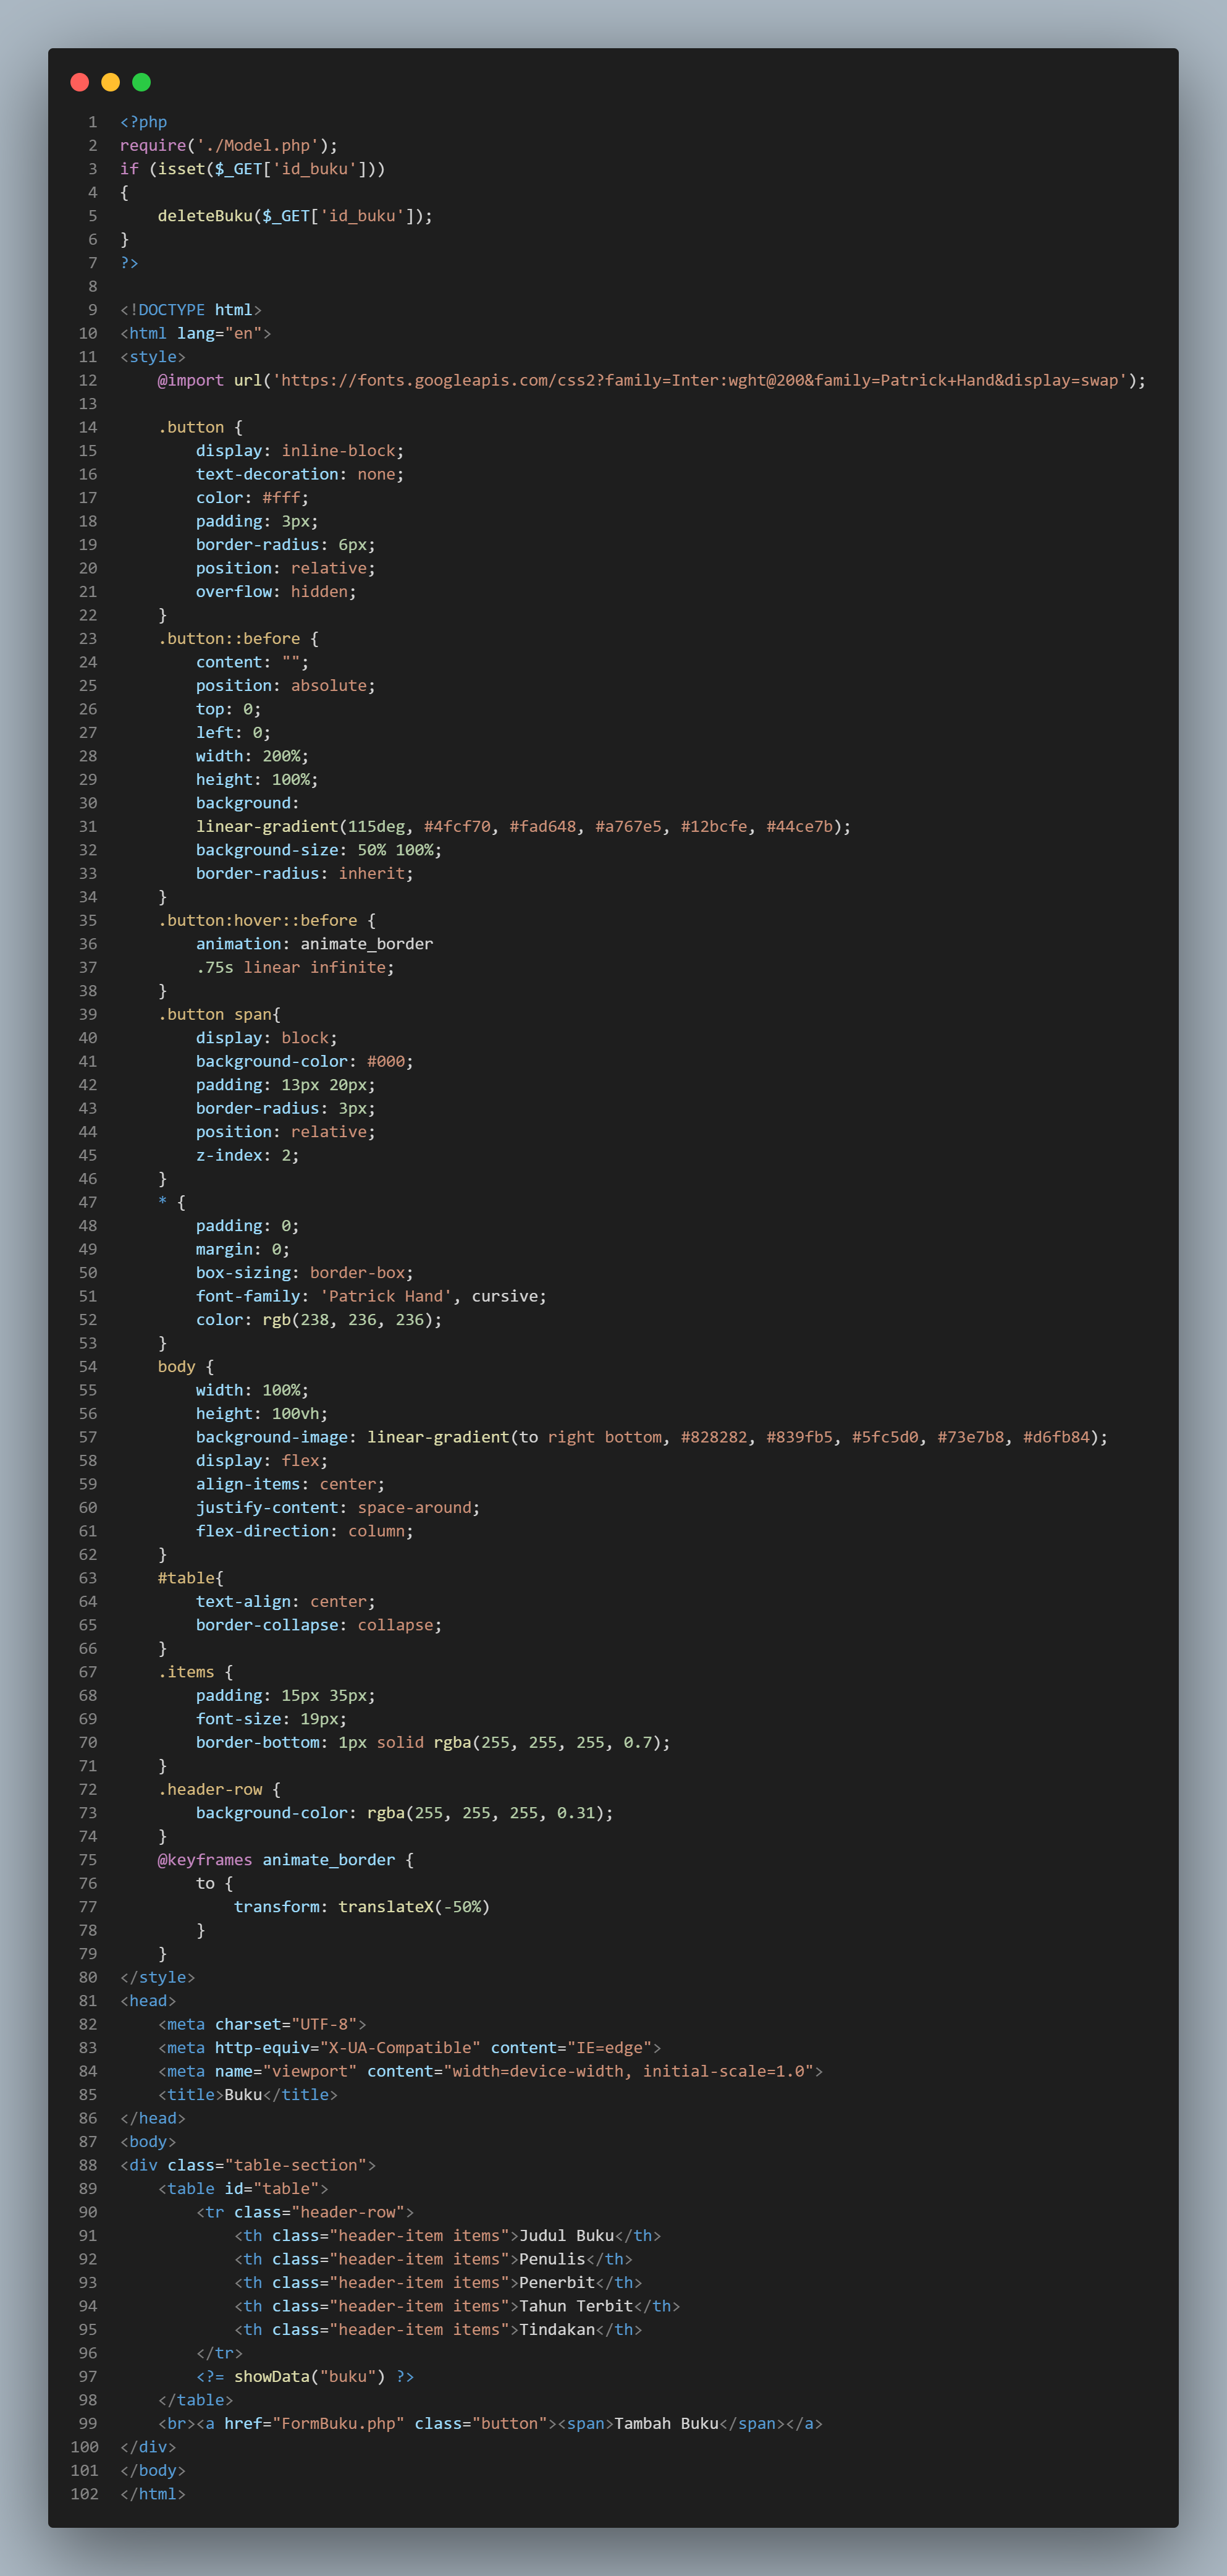 1 <?php
2 require('./Model.php');
3 if (isset($_GET['id_buku']))
4 {
5     deleteBuku($_GET['id_buku']);
6 }
7 ?>
8
9 <!DOCTYPE html>
10 <html lang="en">
11 <style>
12     @import url('https://fonts.googleapis.com/css2?family=Inter:wght@200&family=Patrick+Hand&display=swap');
13
14     .button {
15         display: inline-block;
16         text-decoration: none;
17         color: #fff;
18         padding: 3px;
19         border-radius: 6px;
20         position: relative;
21         overflow: hidden;
22     }
23     .button::before {
24         content: "";
25         position: absolute;
26         top: 0;
27         left: 0;
28         width: 200%;
29         height: 100%;
30         background:
31         linear-gradient(115deg, #4fcf70, #fad648, #a767e5, #12bcfe, #44ce7b);
32         background-size: 50% 100%;
33         border-radius: inherit;
34     }
35     .button:hover::before {
36         animation: animate_border
37         .75s linear infinite;
38     }
39     .button span{
40         display: block;
41         background-color: #000;
42         padding: 13px 20px;
43         border-radius: 3px;
44         position: relative;
45         z-index: 2;
46     }
47     * {
48         padding: 0;
49         margin: 0;
50         box-sizing: border-box;
51         font-family: 'Patrick Hand', cursive;
52         color: rgb(238, 236, 236);
53     }
54     body {
55         width: 100%;
56         height: 100vh;
57         background-image: linear-gradient(to right bottom, #828282, #839fb5, #5fc5d0, #73e7b8, #d6fb84);
58         display: flex;
59         align-items: center;
60         justify-content: space-around;
61         flex-direction: column;
62     }
63     #table{
64         text-align: center;
65         border-collapse: collapse;
66     }
67     .items {
68         padding: 15px 35px;
69         font-size: 19px;
70         border-bottom: 1px solid rgba(255, 255, 255, 0.7);
71     }
72     .header-row {
73         background-color: rgba(255, 255, 255, 0.31);
74     }
75     @keyframes animate_border {
76         to {
77             transform: translateX(-50%)
78         }
79     }
80 </style>
81 <head>
82     <meta charset="UTF-8">
83     <meta http-equiv="X-UA-Compatible" content="IE=edge">
84     <meta name="viewport" content="width=device-width, initial-scale=1.0">
85     <title>Buku</title>
86 </head>
87 <body>
88 <div class="table-section">
89     <table id="table">
90         <tr class="header-row">
91             <th class="header-item items">Judul Buku</th>
92             <th class="header-item items">Penulis</th>
93             <th class="header-item items">Penerbit</th>
94             <th class="header-item items">Tahun Terbit</th>
95             <th class="header-item items">Tindakan</th>
96         </tr>
97         <?= showData("buku") ?>
98     </table>
99     <br><a href="FormBuku.php" class="button"><span>Tambah Buku</span></a>
100 </div>
101 </body>
102 </html>